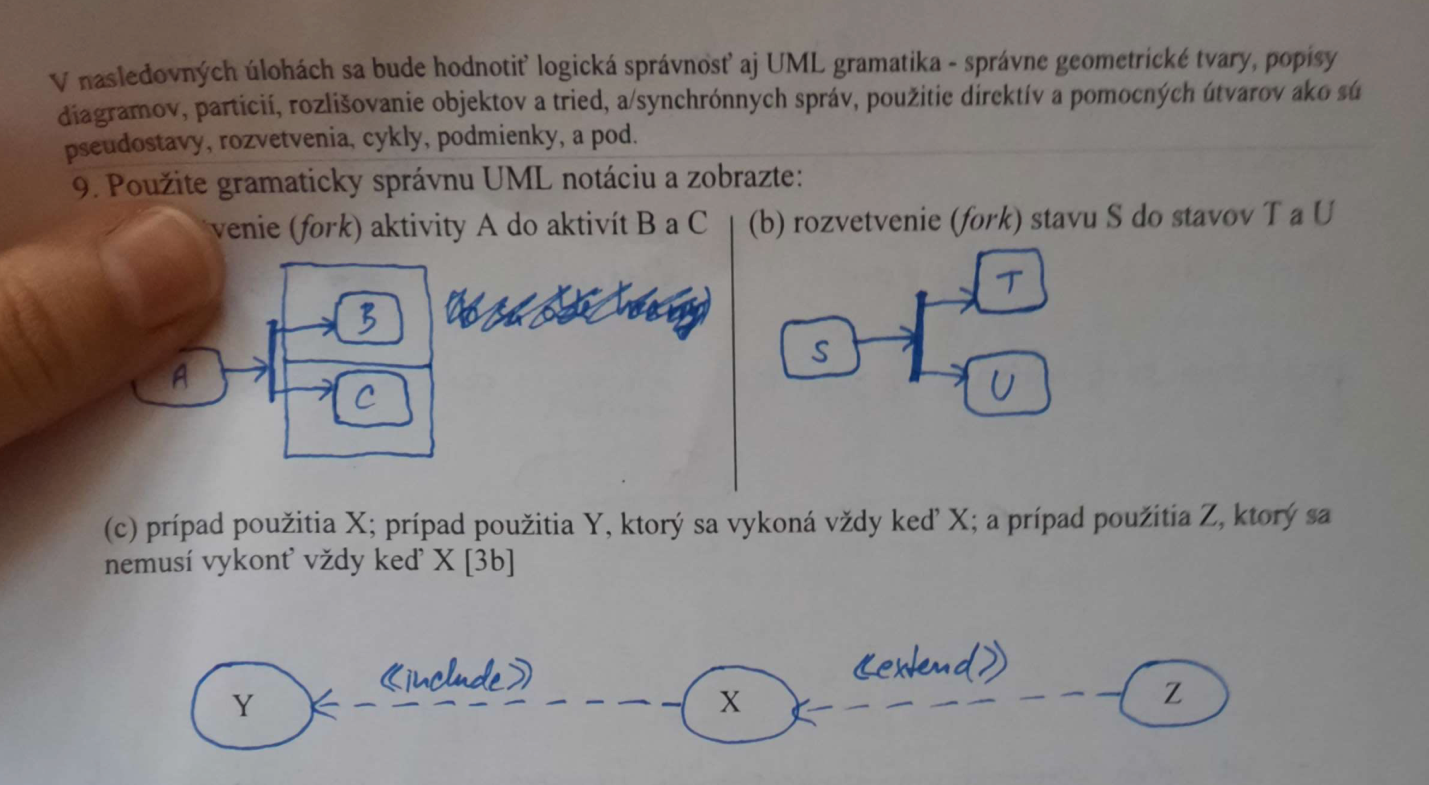 V nasledovných úlohách sa bude hodnotiť logická správnosť aj UML gramatika - správne geometrické tvary, popisy
diagramov, particií, rozlišovanie objektov a tried, a/synchrónnych správ, použitie direktív a pomocných útvarov ako sú
pseudostavy, rozvetvenia, cykly, podmienky, a pod.
9. Použite gramaticky správnu UML notáciu a zobrazte:
venie (fork) aktivity A do aktivít B a C
(b) rozvetvenie (fork) stavu S do stavov T a U
B
A
C
T
S
U
(c) prípad použitia X; prípad použitia Y, ktorý sa vykoná vždy keď X; a prípad použitia Z, ktorý sa
nemusí vykonť vždy keď X [3b]
Y <<include>> X <<extend>> Z